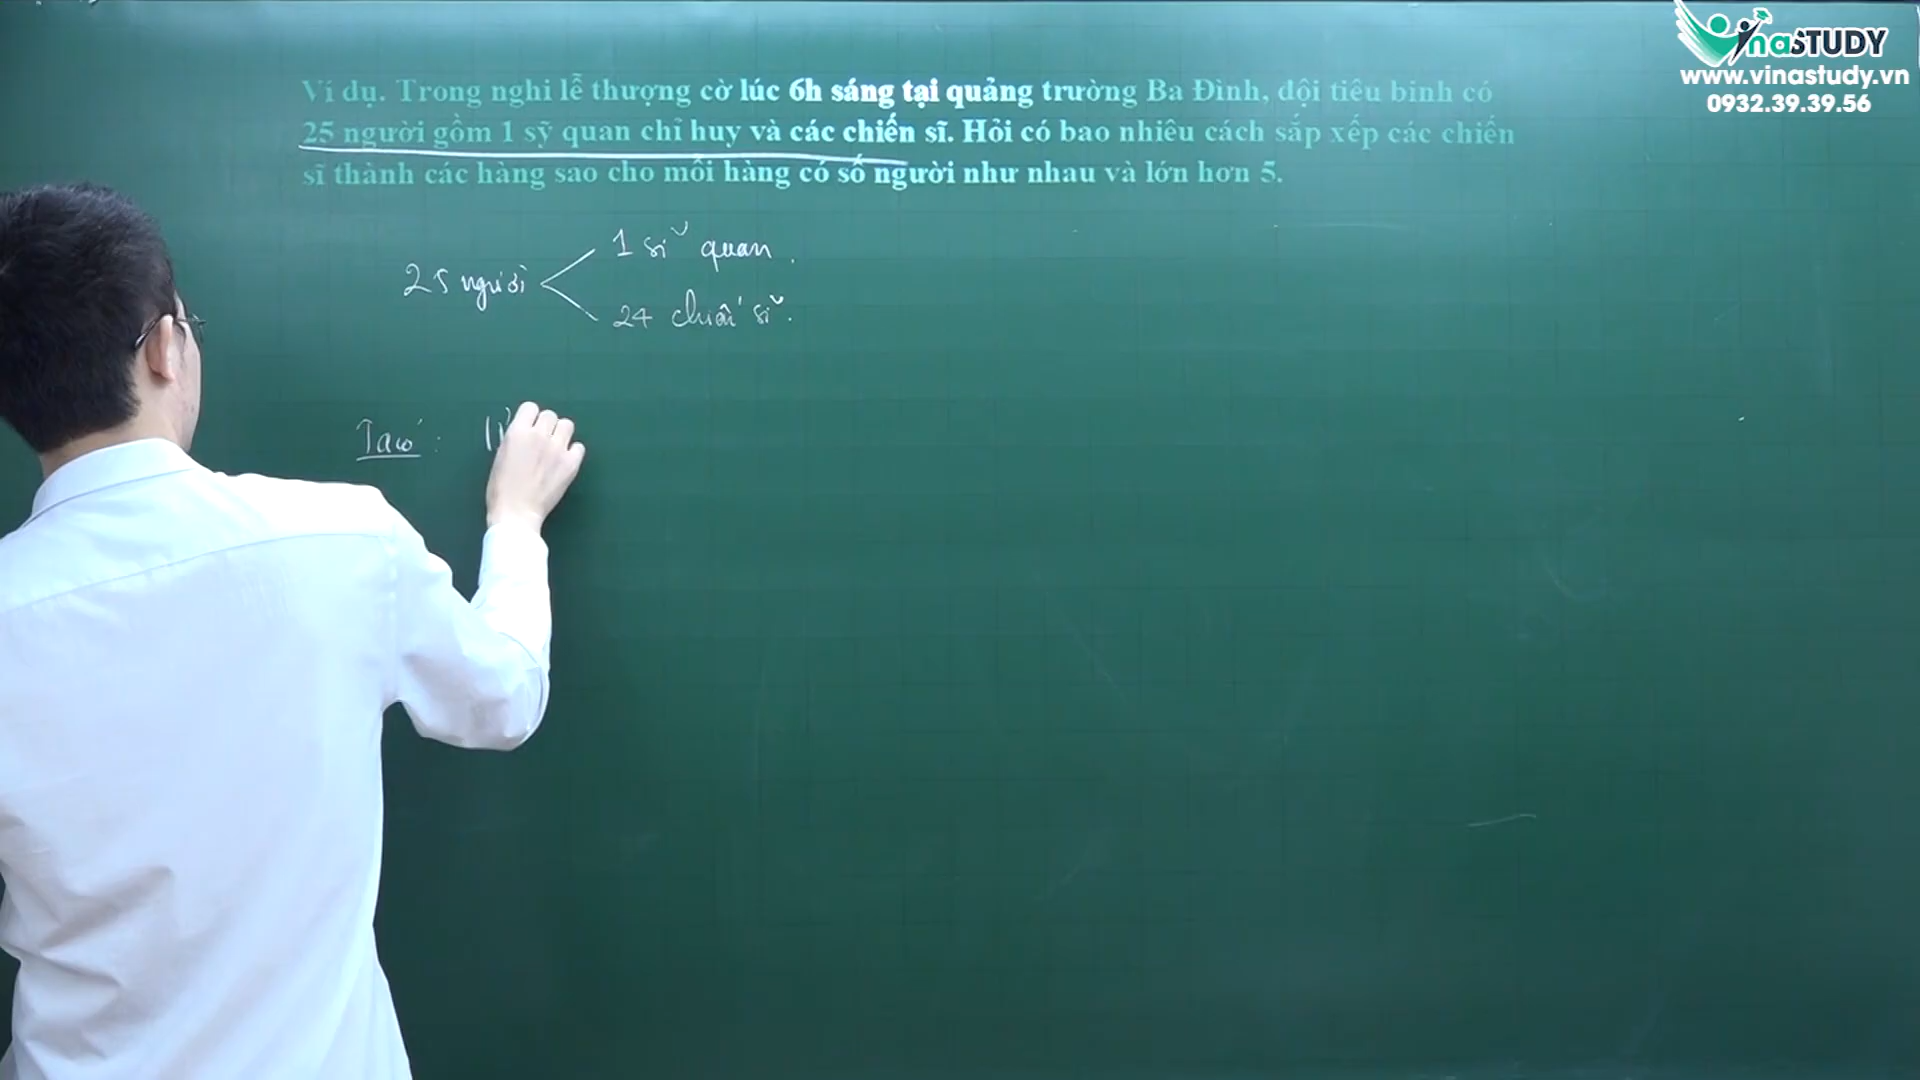 VinaSTUDY
www.vinastudy.vn
0932.39.39.56
Ví dụ. Trong nghi lễ thượng cờ lúc 6h sáng tại quảng trường Ba Đình, đội tiêu binh có
25 người gồm 1 sỹ quan chỉ huy và các chiến sĩ. Hỏi có bao nhiêu cách sắp xếp các chiến
sĩ thành các hàng sao cho mỗi hàng có số người như nhau và lớn hơn 5.
1 sĩ quan.
25 người
24 chiến sĩ.
Ta có: